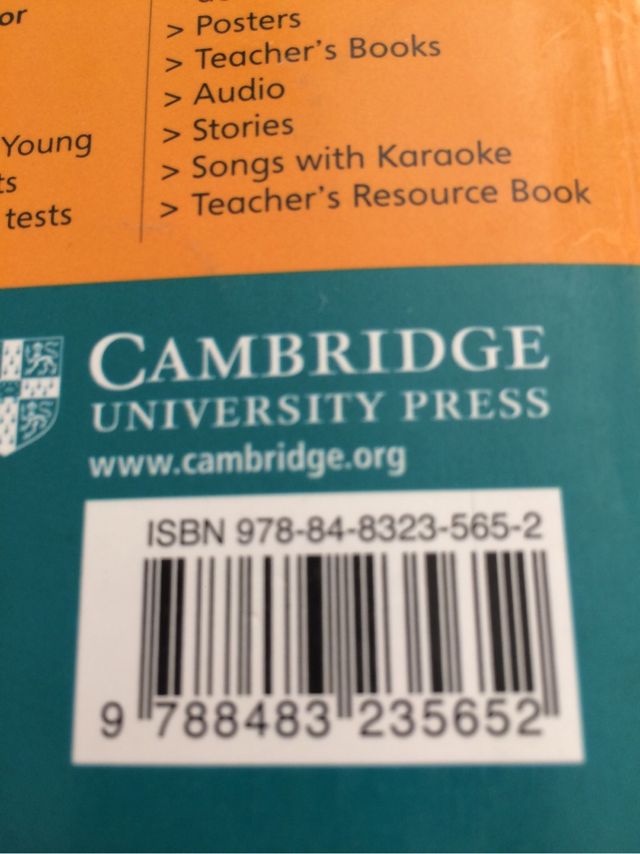 or
> Posters
> Teacher's Books
> Audio
> Stories
> Songs with Karaoke
> Teacher's Resource Book
Young
ts
tests
CAMBRIDGE
UNIVERSITY PRESS
www.cambridge.org
ISBN 978-84-8323-565-2
9 788483 235652